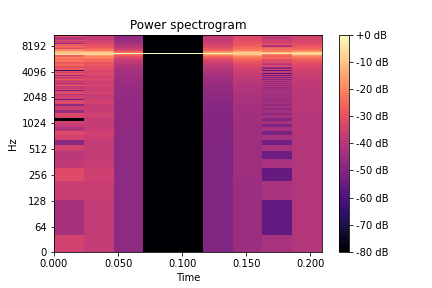 Power spectrogram
8192
4096
2048
1024
512
256
128
64
0
Hz
0.000 0.050 0.100 0.150 0.200
Time
+0 dB
-10 dB
-20 dB
-30 dB
-40 dB
-50 dB
-60 dB
-70 dB
-80 dB